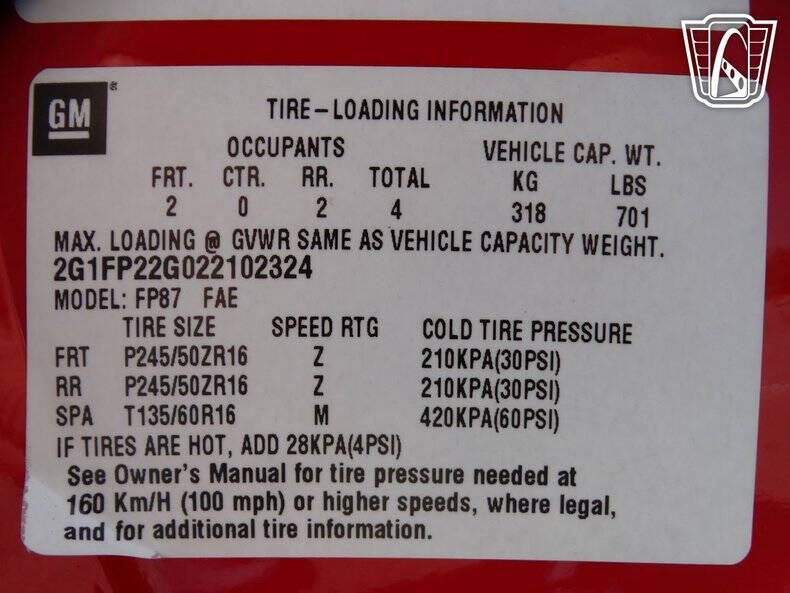 GM
TIRE-LOADING INFORMATION
OCCUPANTS VEHICLE CAP. WT.
FRT. CTR. RR. TOTAL KG LBS
2 0 2 4 318 701
MAX. LOADING @ GVWR SAME AS VEHICLE CAPACITY WEIGHT.
2G1FP22G022102324
MODEL: FP87 FAE
TIRE SIZE SPEED RTG COLD TIRE PRESSURE
FRT P245/50ZR16 Z 210KPA(30PSI)
RR P245/50ZR16 Z 210KPA(30PSI)
SPA T135/60R16 M 420KPA(60PSI)
IF TIRES ARE HOT, ADD 28KPA(4PSI)
See Owner's Manual for tire pressure needed at
160 Km/H (100 mph) or higher speeds, where legal,
and for additional tire information.